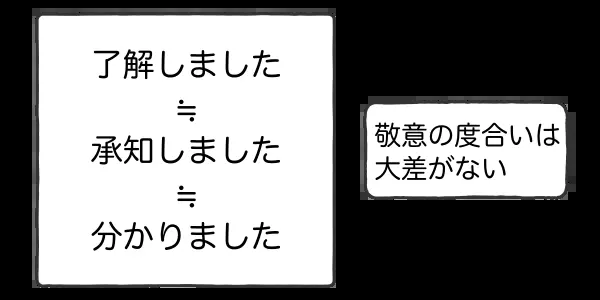 了解しました
≒
承知しました
≒
分かりました
敬意の度合いは
大差がない